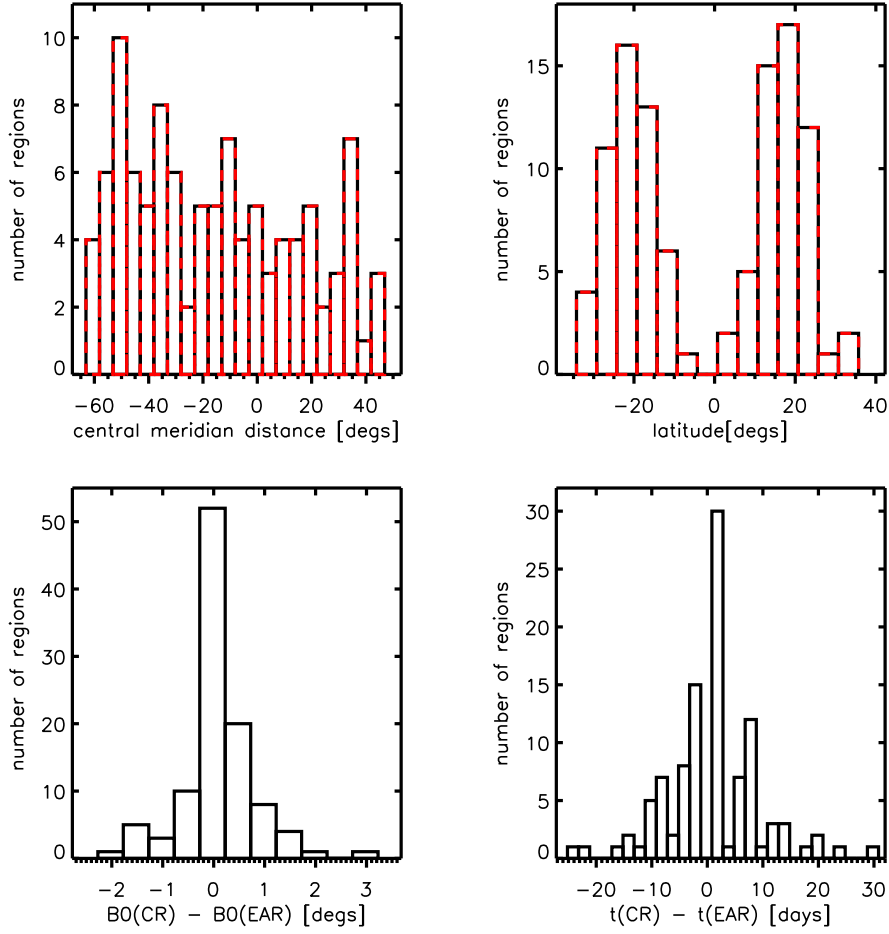 number of regions
10
8
6
4
2
0
−60 −40 −20 0 20 40
central meridian distance [degs]
number of regions
15
10
5
0
−20 0 20 40
latitude[degs]
number of regions
50
40
30
20
10
0
−2 −1 0 1 2 3
B0(CR) − B0(EAR) [degs]
number of regions
30
25
20
15
10
5
0
−20 −10 0 10 20 30
t(CR) − t(EAR) [days]